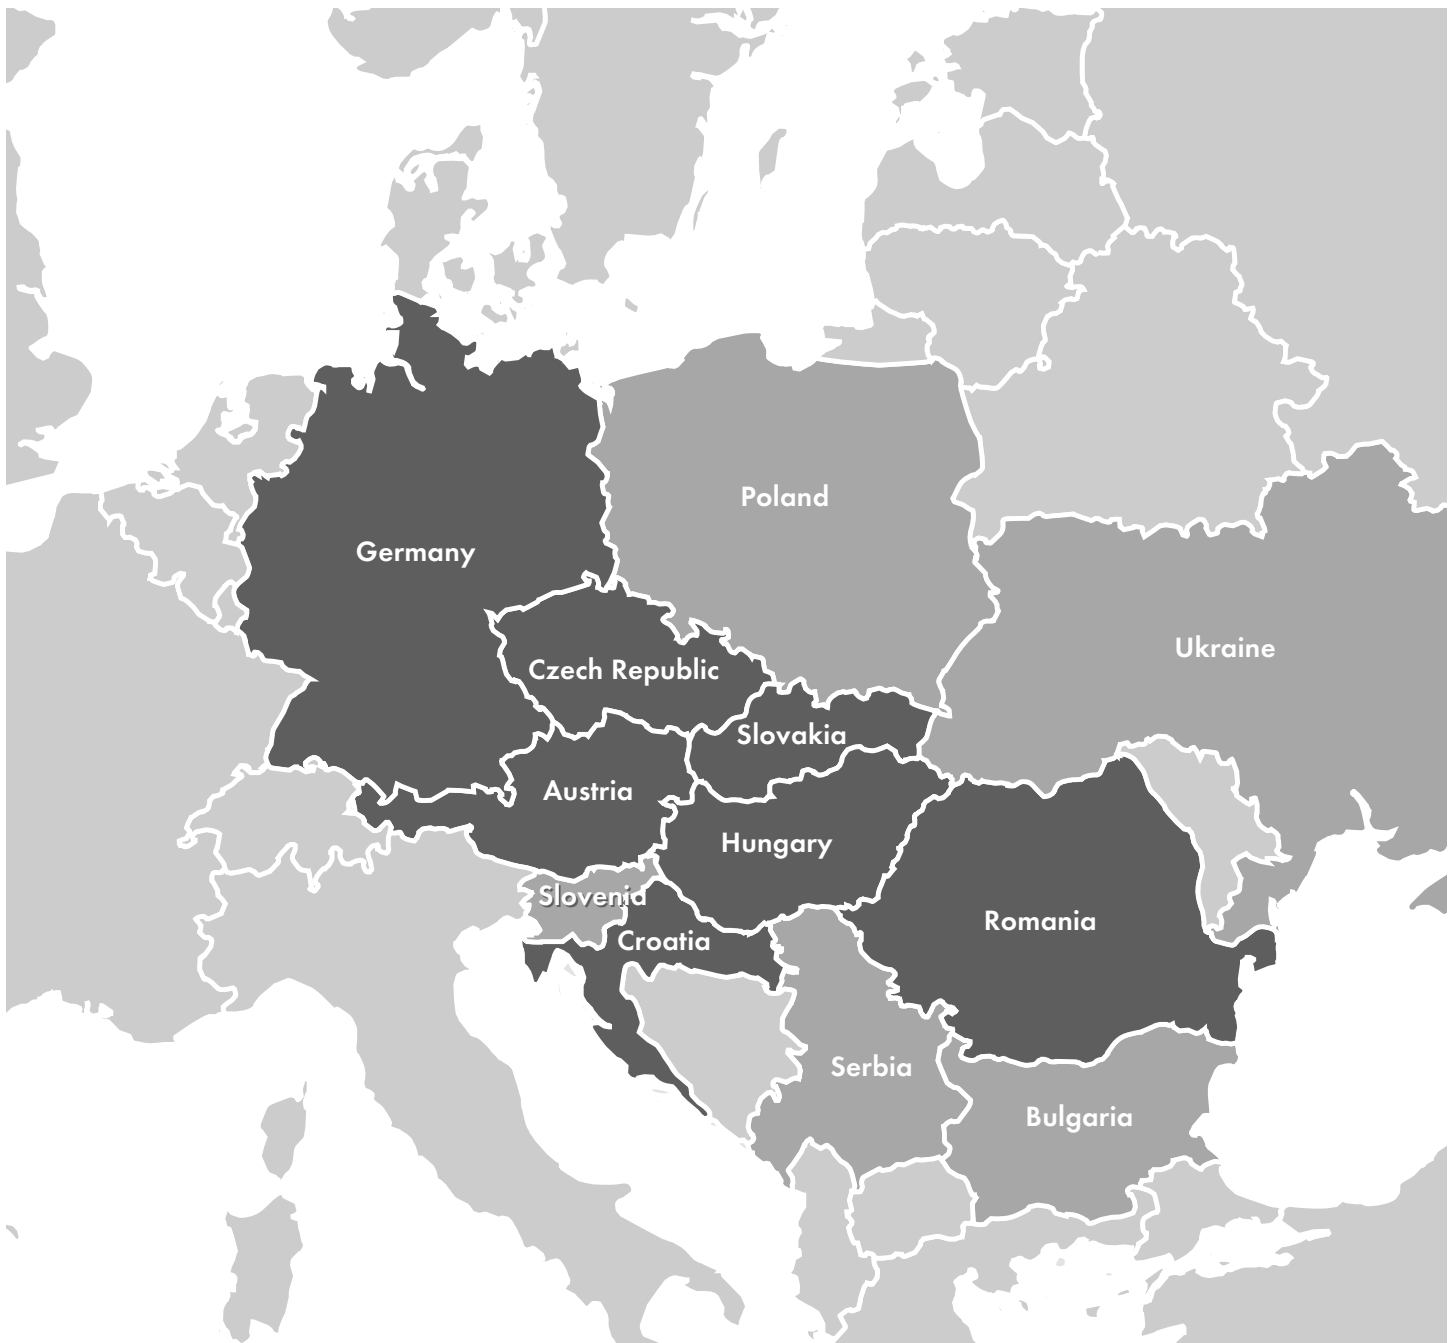 Poland
Germany
Ukraine
Czech Republic
Slovakia
Austria
Hungary
Slovenia
Romania
Croatia
Serbia
Bulgaria